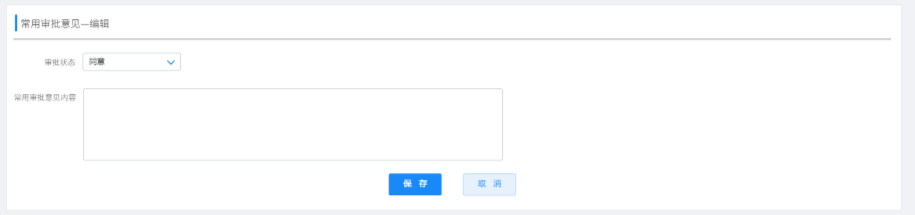 常用审批意见—编辑
审批状态 同意
常用审批意见内容
保 存 取 消